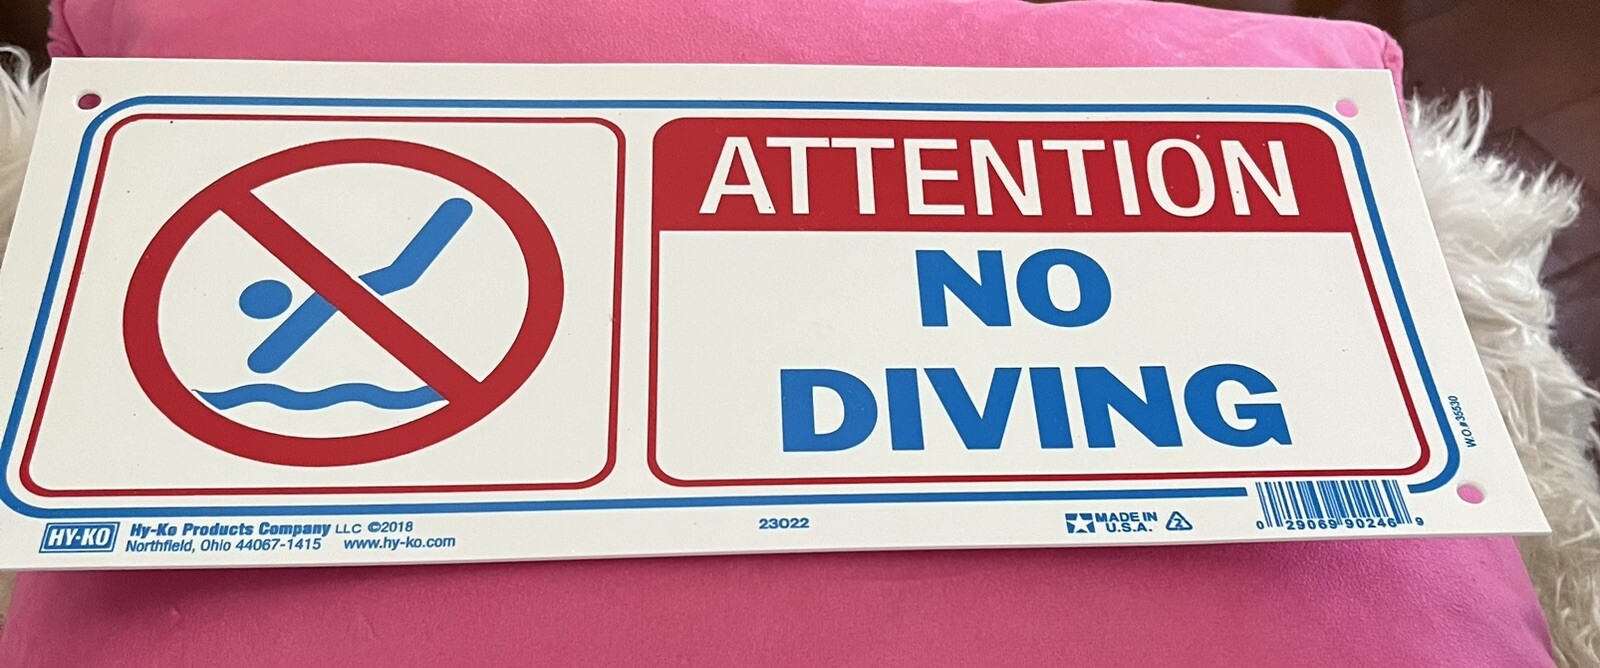 ATTENTION
NO
DIVING
W.O.#35530
HY-KO
Hy-Ko Products Company LLC ©2018
Northfield, Ohio 44067-1415 www.hy-ko.com
23022
MADE IN
U.S.A.
2
0 29069 90246 9